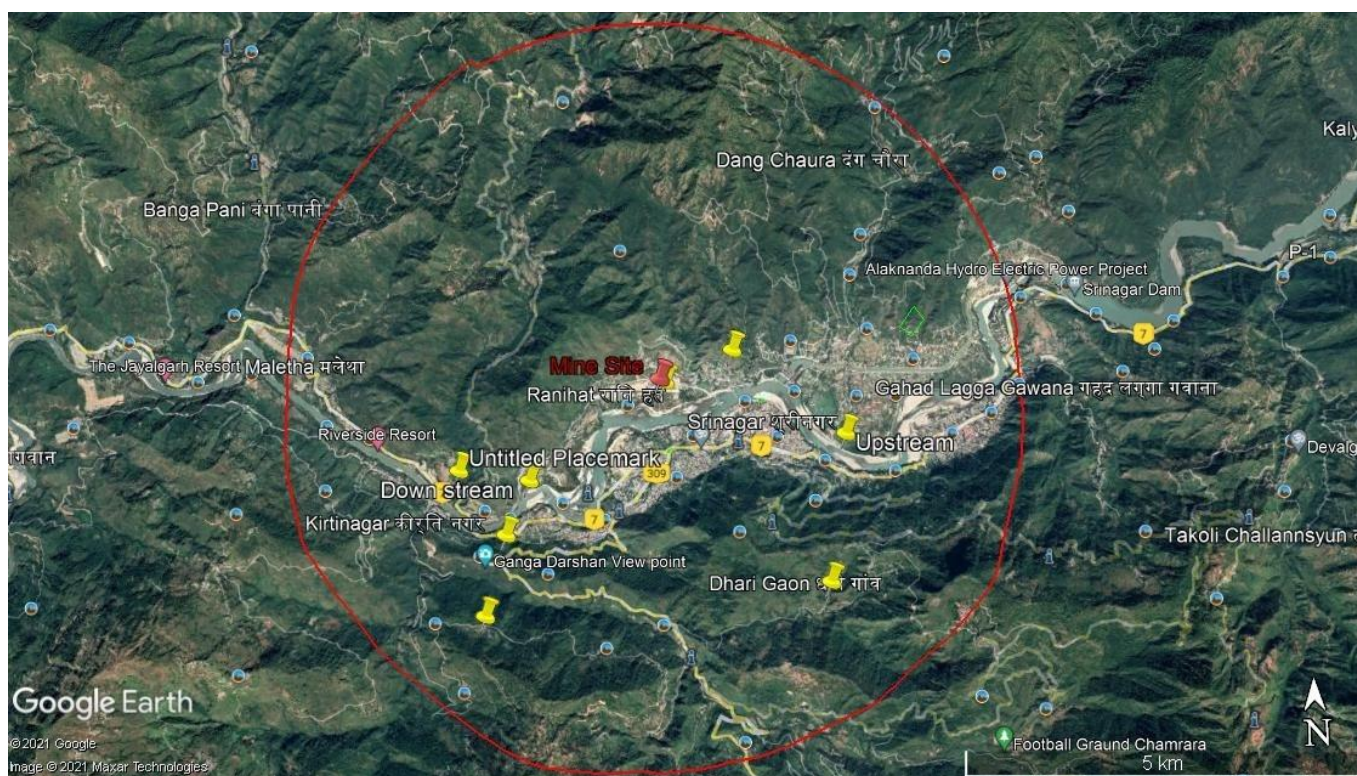 Kaly
Dang Chaura दंग चौरा
Banga Pani बंगा पानी
P-1
Alaknanda Hydro Electric Power Project
Srinagar Dam
7
Mine Site
The Jayalgarh Resort
Maletha मलेथा
Ranihat
Gahad Lagga Gawana गहद लग्गा गवाना
Srinagar श्रीनगर
Riverside Resort
Upstream
7
Untitled Placemark
309
Devalg
गवान
Down stream
Kirtinagar कीर्ति नगर
7
Takoli Challannsyun
Ganga Darshan View point
Dhari Gaon
गांव
Google Earth
N
© 2021 Google
Image © 2021 Maxar Technologies
Football Graund Chamrara
5 km